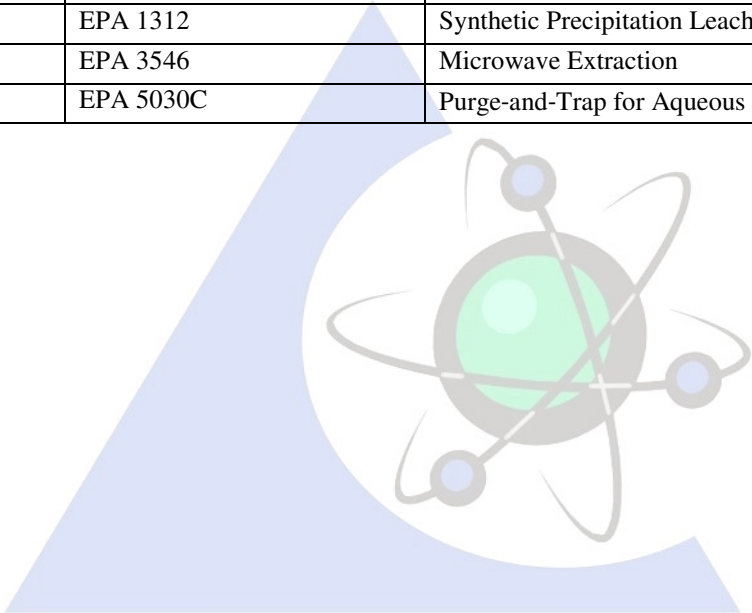 EPA 1312 Synthetic Precipitation Leach
EPA 3546 Microwave Extraction
EPA 5030C Purge-and-Trap for Aqueous